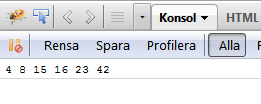 Konsol HTML
Rensa Spara Profilera Alla
4 8 15 16 23 42